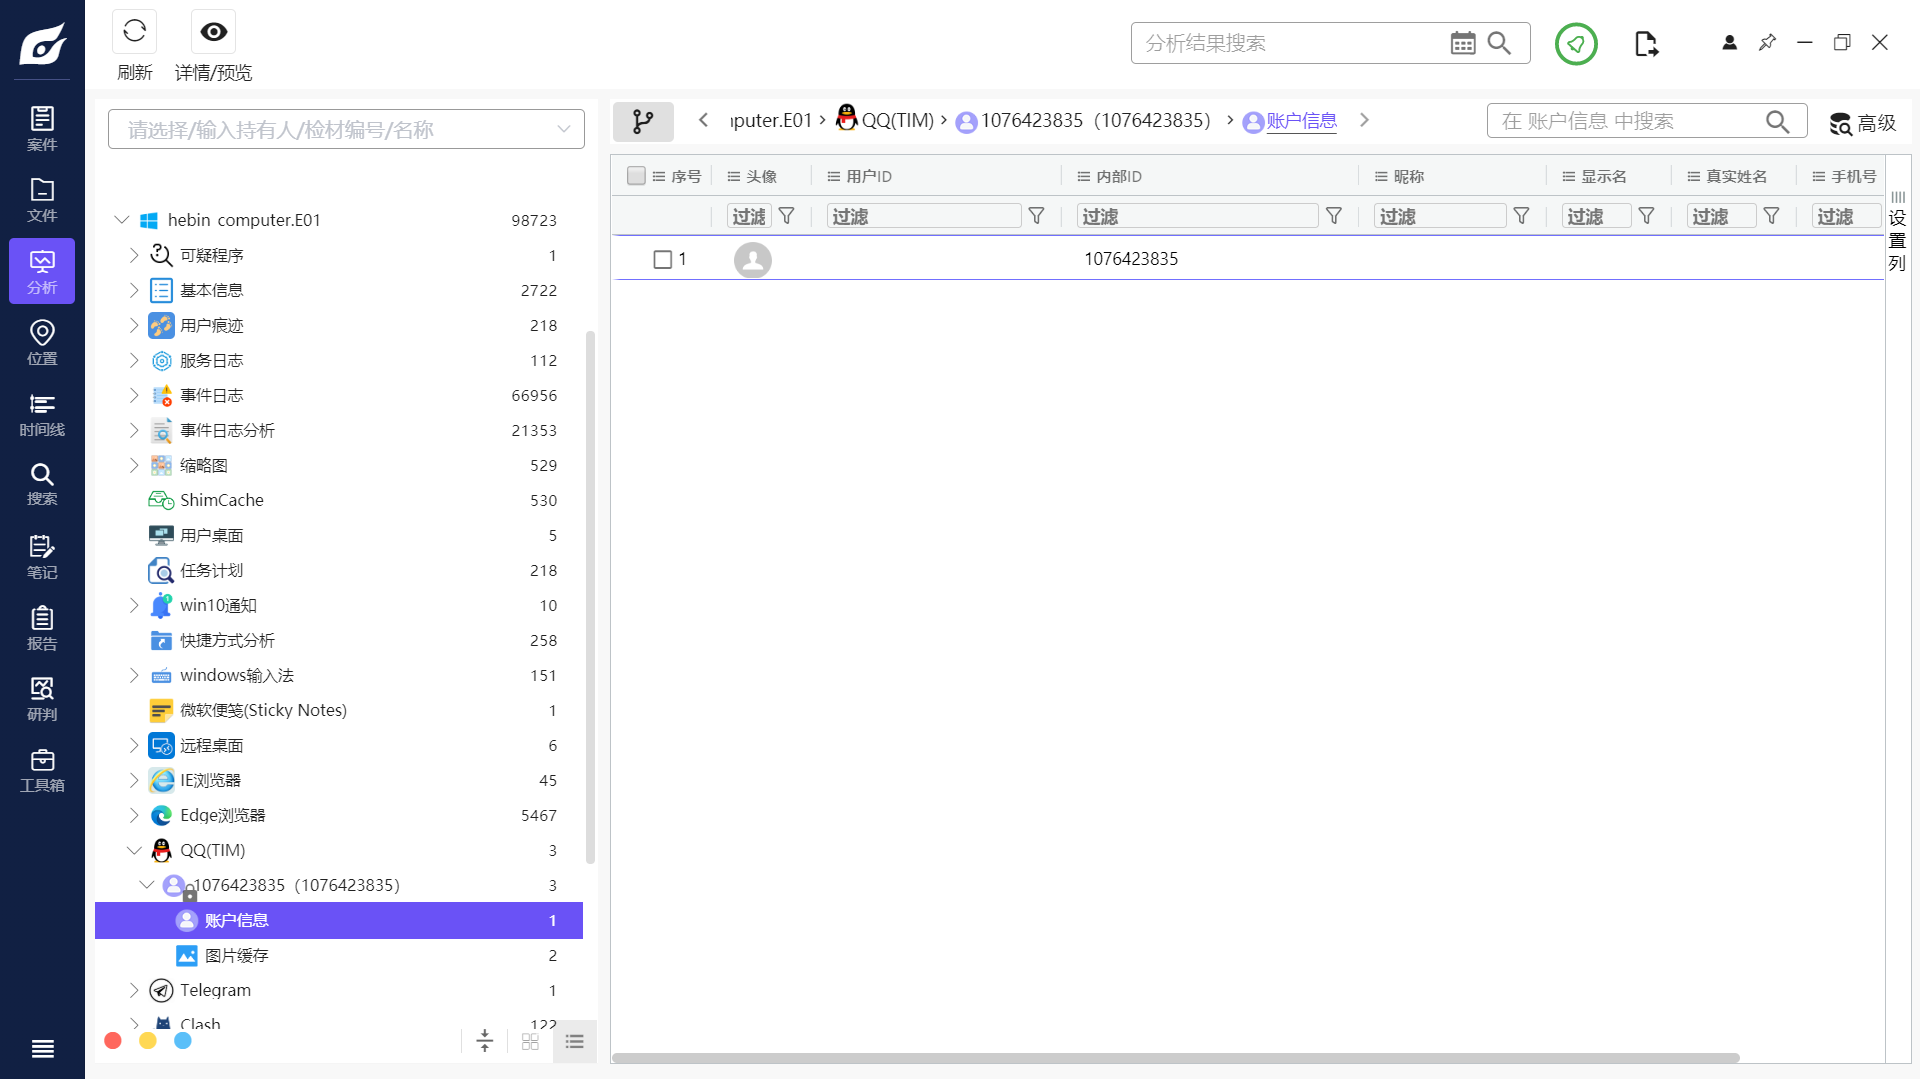 刷新
详情/预览
分析结果搜索
案件
文件
分析
位置
时间线
搜索
笔记
报告
研判
工具箱
请选择/输入持有人/检材编号/名称
hebin computer.E01 98723
可疑程序 1
基本信息 2722
用户痕迹 218
服务日志 112
事件日志 66956
事件日志分析 21353
缩略图 529
ShimCache 530
用户桌面 5
任务计划 218
win10通知 10
快捷方式分析 258
windows输入法 151
微软便笺(Sticky Notes) 1
远程桌面 6
IE浏览器 45
Edge浏览器 5467
QQ(TIM) 3
1076423835（1076423835） 3
账户信息 1
图片缓存 2
Telegram 1
Clash 122
puter.E01 QQ(TIM) 1076423835（1076423835） 账户信息
在 账户信息 中搜索
高级
序号 头像 用户ID 内部ID 昵称 显示名 真实姓名 手机号
过滤 过滤 过滤 过滤 过滤 过滤 过滤
1 1076423835
设置列